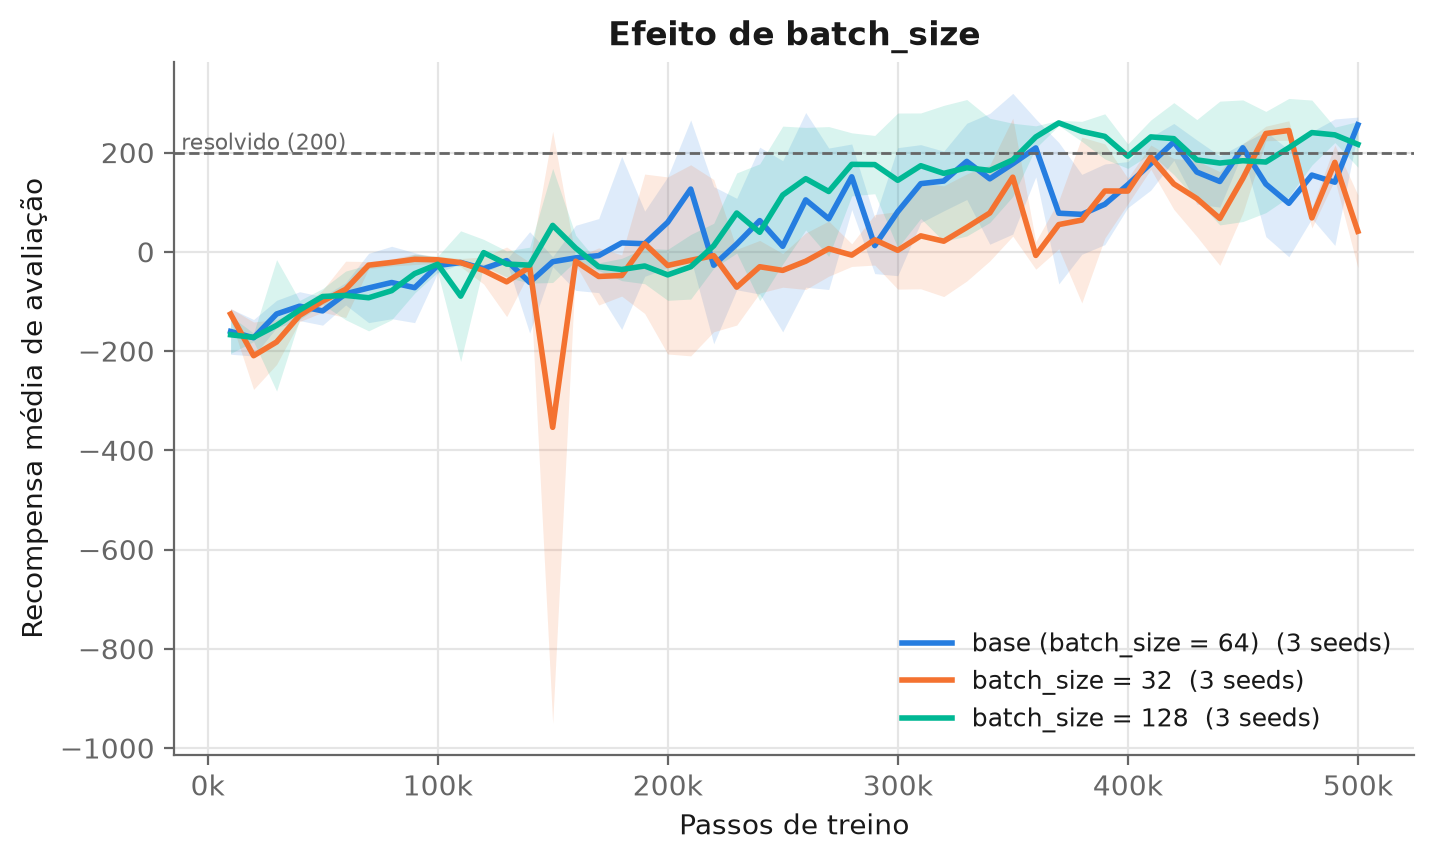 Efeito de batch_size
resolvido (200)
Recompensa média de avaliação
200
0
−200
−400
−600
−800
−1000
base (batch_size = 64)  (3 seeds)
batch_size = 32  (3 seeds)
batch_size = 128  (3 seeds)
0k 100k 200k 300k 400k 500k
Passos de treino